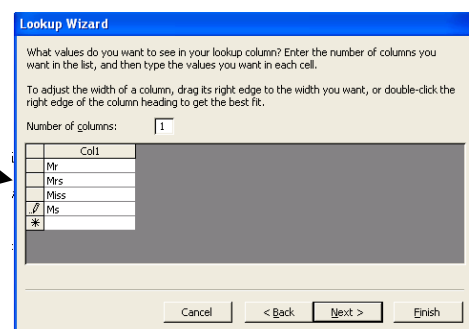 Lookup Wizard
What values do you want to see in your lookup column? Enter the number of columns you
want in the list, and then type the values you want in each cell.
To adjust the width of a column, drag its right edge to the width you want, or double-click the
right edge of the column heading to get the best fit.
Number of columns: 1
Col1
Mr
Mrs
Miss
Ms
Cancel < Back Next > Finish